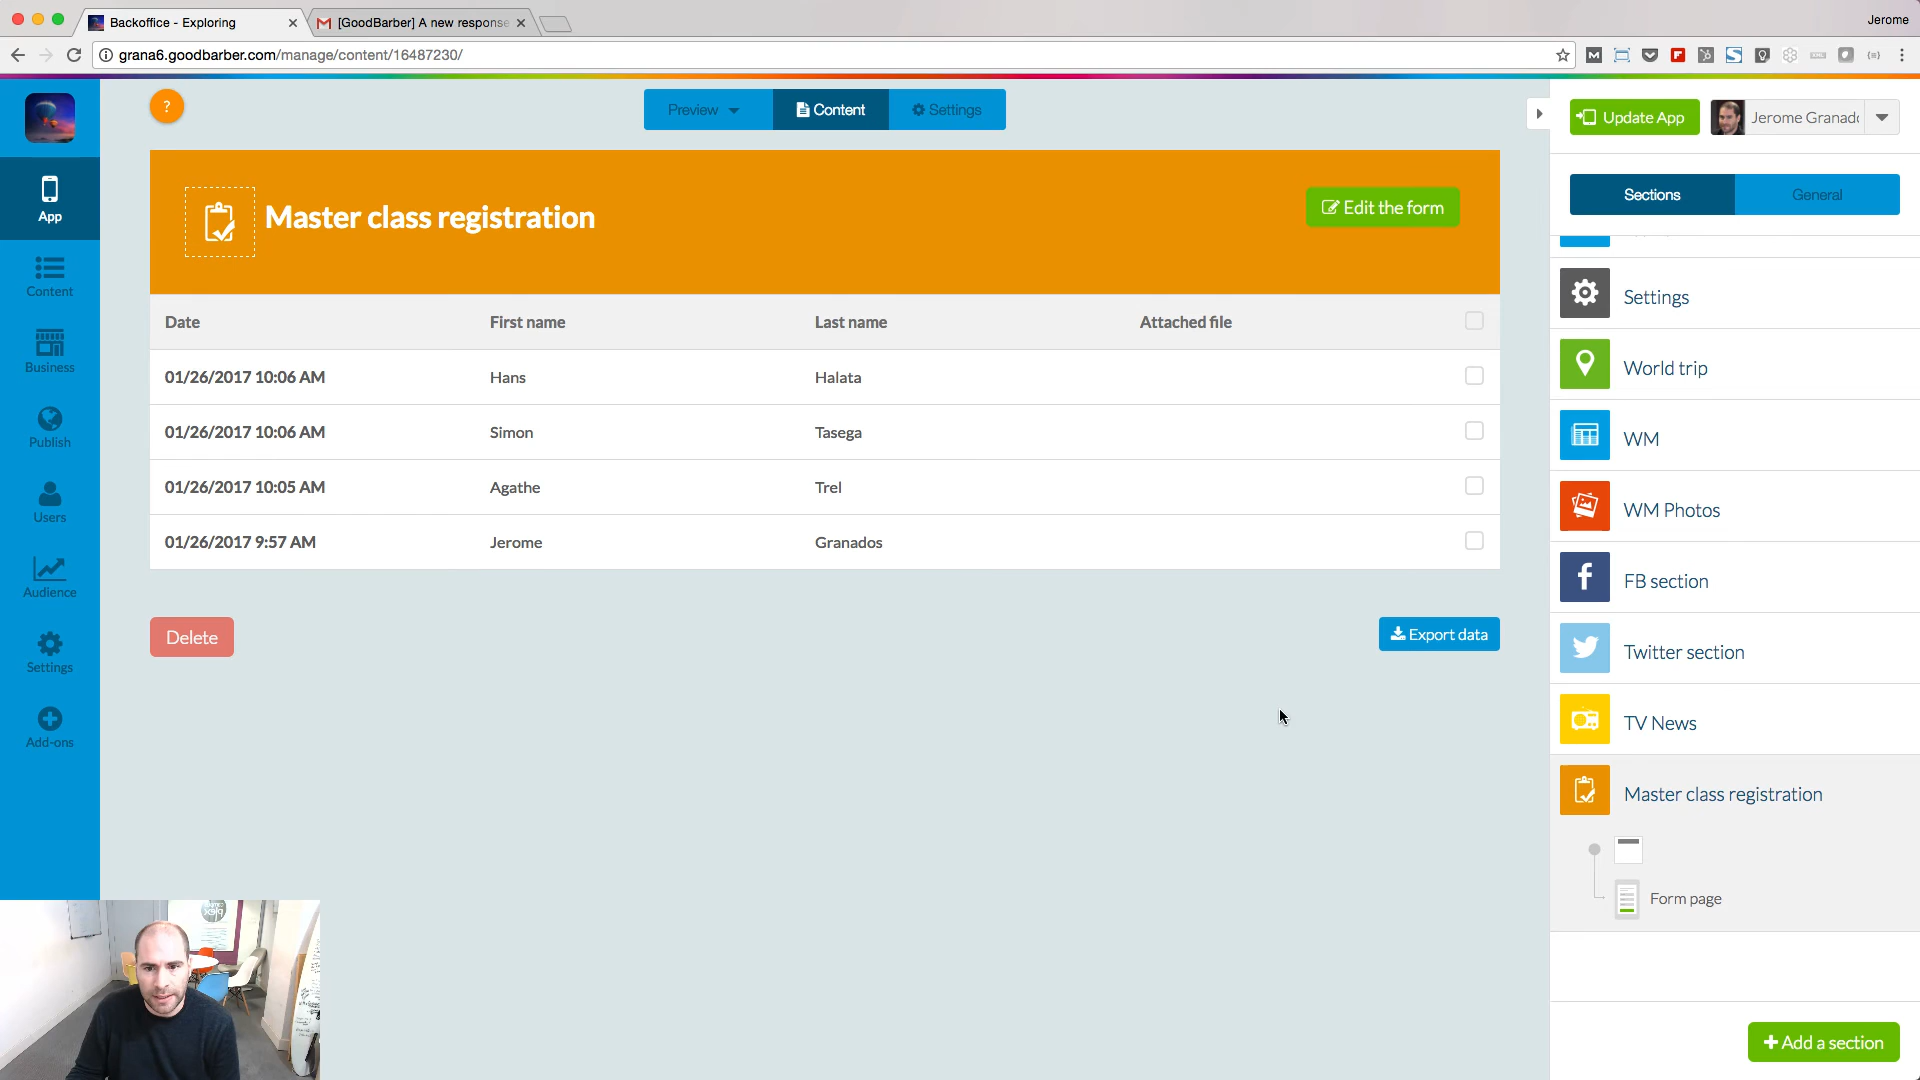 Backoffice - Exploring
[GoodBarber] A new response
Jerome
grana6.goodbarber.com/manage/content/16487230/
?
Preview
Content
Settings
Update App
Jerome Granado
App
Content
Business
Publish
Users
Audience
Settings
Add-ons
Master class registration
Edit the form
Date First name Last name Attached file
01/26/2017 10:06 AM Hans Halata
01/26/2017 10:06 AM Simon Tasega
01/26/2017 10:05 AM Agathe Trel
01/26/2017 9:57 AM Jerome Granados
Delete
Export data
Sections
General
Settings
World trip
WM
WM Photos
FB section
Twitter section
TV News
Master class registration
Form page
Add a section